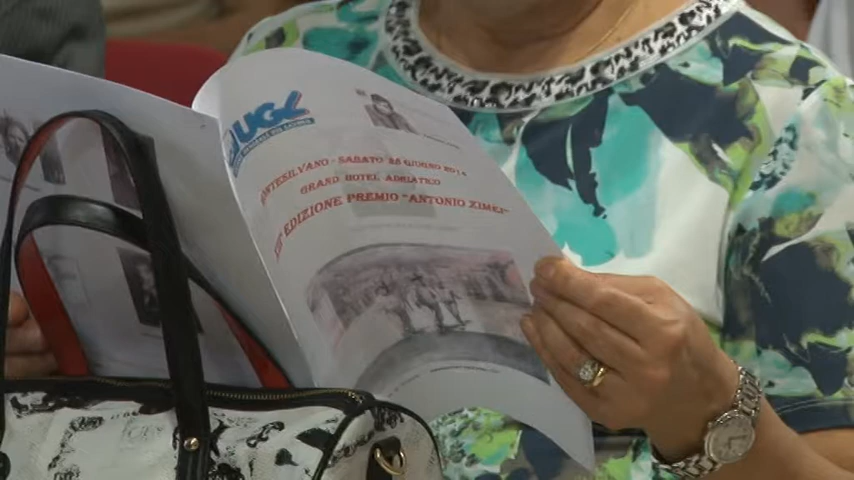 UGL
MONTESILVANO - SABATO 28 GIUGNO 2014
GRAND HOTEL ADRIATICO
EDIZIONE PREMIO "ANTONIO XIMEI"